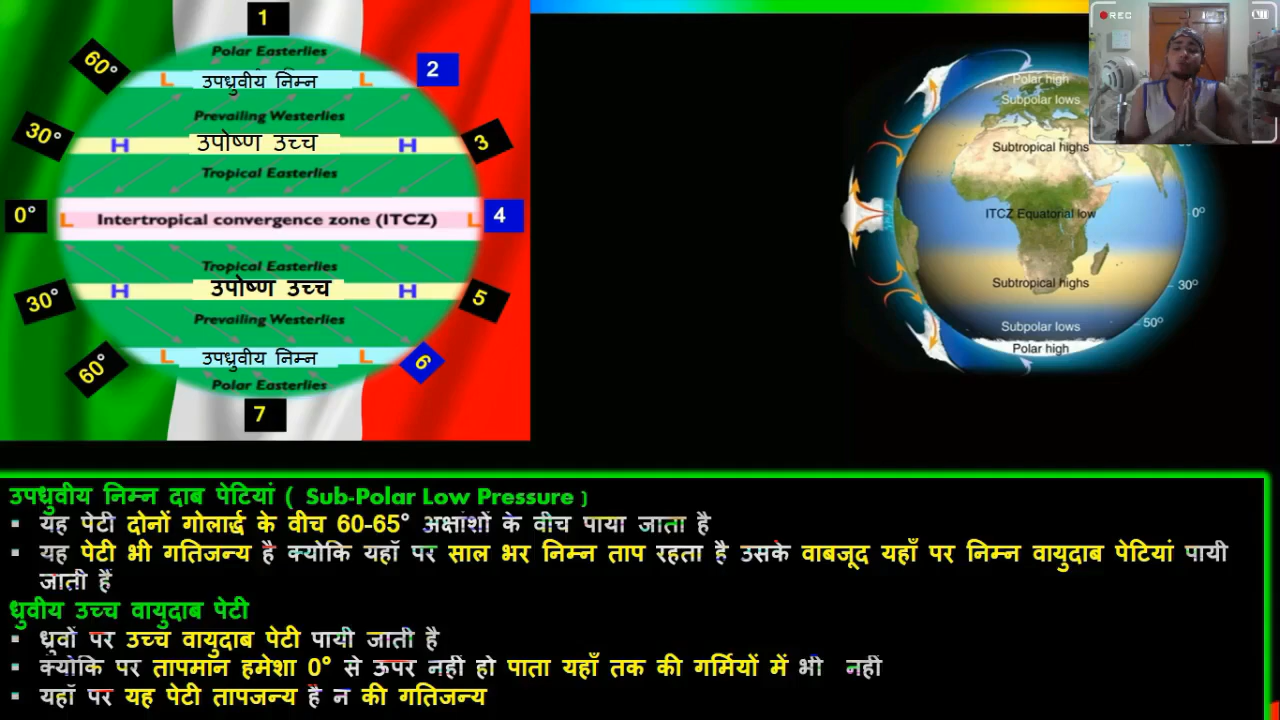 1
REC
Polar Easterlies
60°
L उपध्रुवीय निम्न L
2
Polar high
Subpolar lows
Prevailing Westerlies
30°
H उपोष्ण उच्च H
3
Subtropical highs
Tropical Easterlies
0°
L Intertropical convergence zone (ITCZ) L
4
ITCZ Equatorial low
0°
Tropical Easterlies
30°
H उपोष्ण उच्च H
5
Subtropical highs
30°
Prevailing Westerlies
Subpolar lows
50°
60°
L उपध्रुवीय निम्न L
6
Polar high
Polar Easterlies
7
उपध्रुवीय निम्न दाब पेटियां ( Sub-Polar Low Pressure )
▪ यह पेटी दोनों गोलार्द्ध के वीच 60-65° अक्षांशों के वीच पाया जाता है
▪ यह पेटी भी गतिजन्य है क्योकि यहॉ पर साल भर निम्न ताप रहता है उसके वाबजूद यहाँ पर निम्न वायुदाब पेटियां पायी
जाती हैं
ध्रुवीय उच्च वायुदाब पेटी
▪ ध्रुवों पर उच्च वायुदाब पेटी पायी जाती है
▪ क्योकि पर तापमान हमेशा 0° से ऊपर नहीं हो पाता यहाँ तक की गर्मियों में भी नहीं
▪ यहॉ पर यह पेटी तापजन्य है न की गतिजन्य